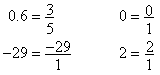 0.6 = 3/5    0 = 0/1
-29 = -29/1    2 = 2/1